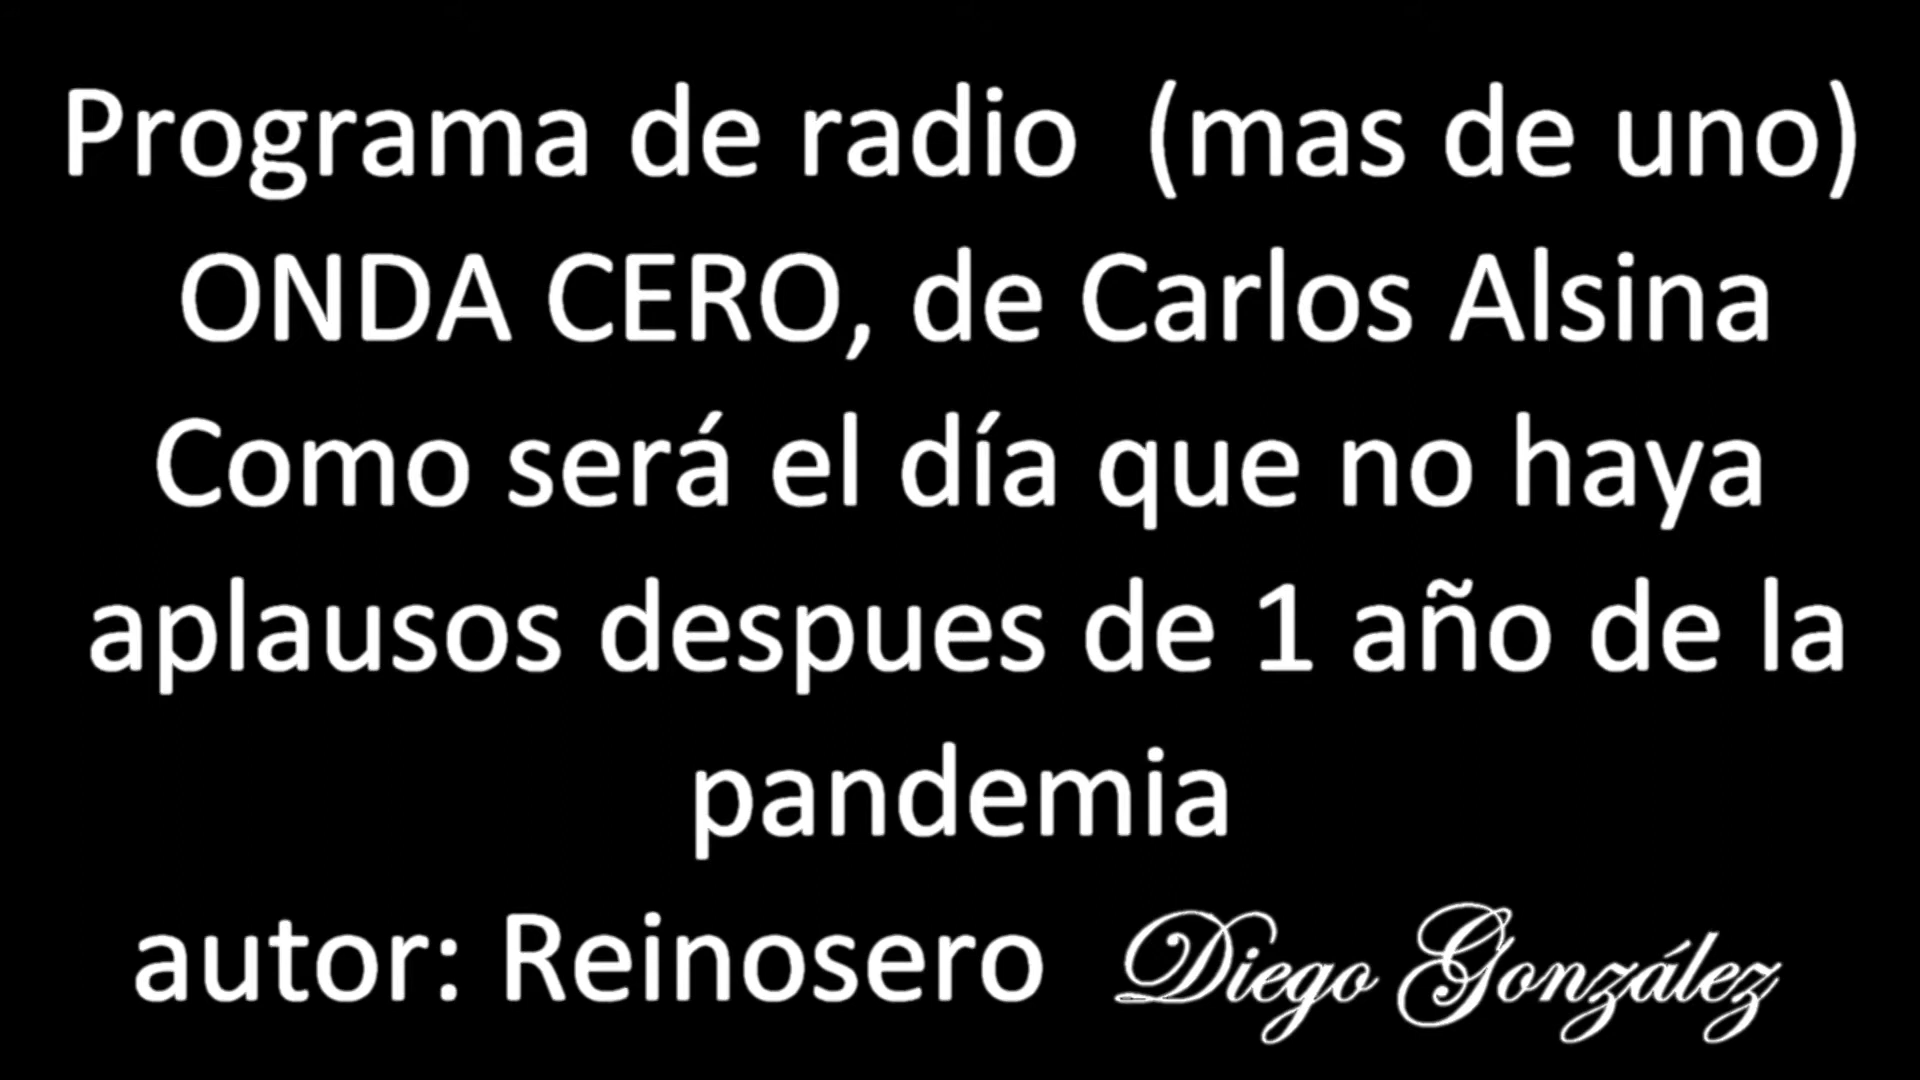 Programa de radio  (mas de uno)
ONDA CERO, de Carlos Alsina
Como será el día que no haya
aplausos despues de 1 año de la
pandemia
autor: Reinosero Diego González